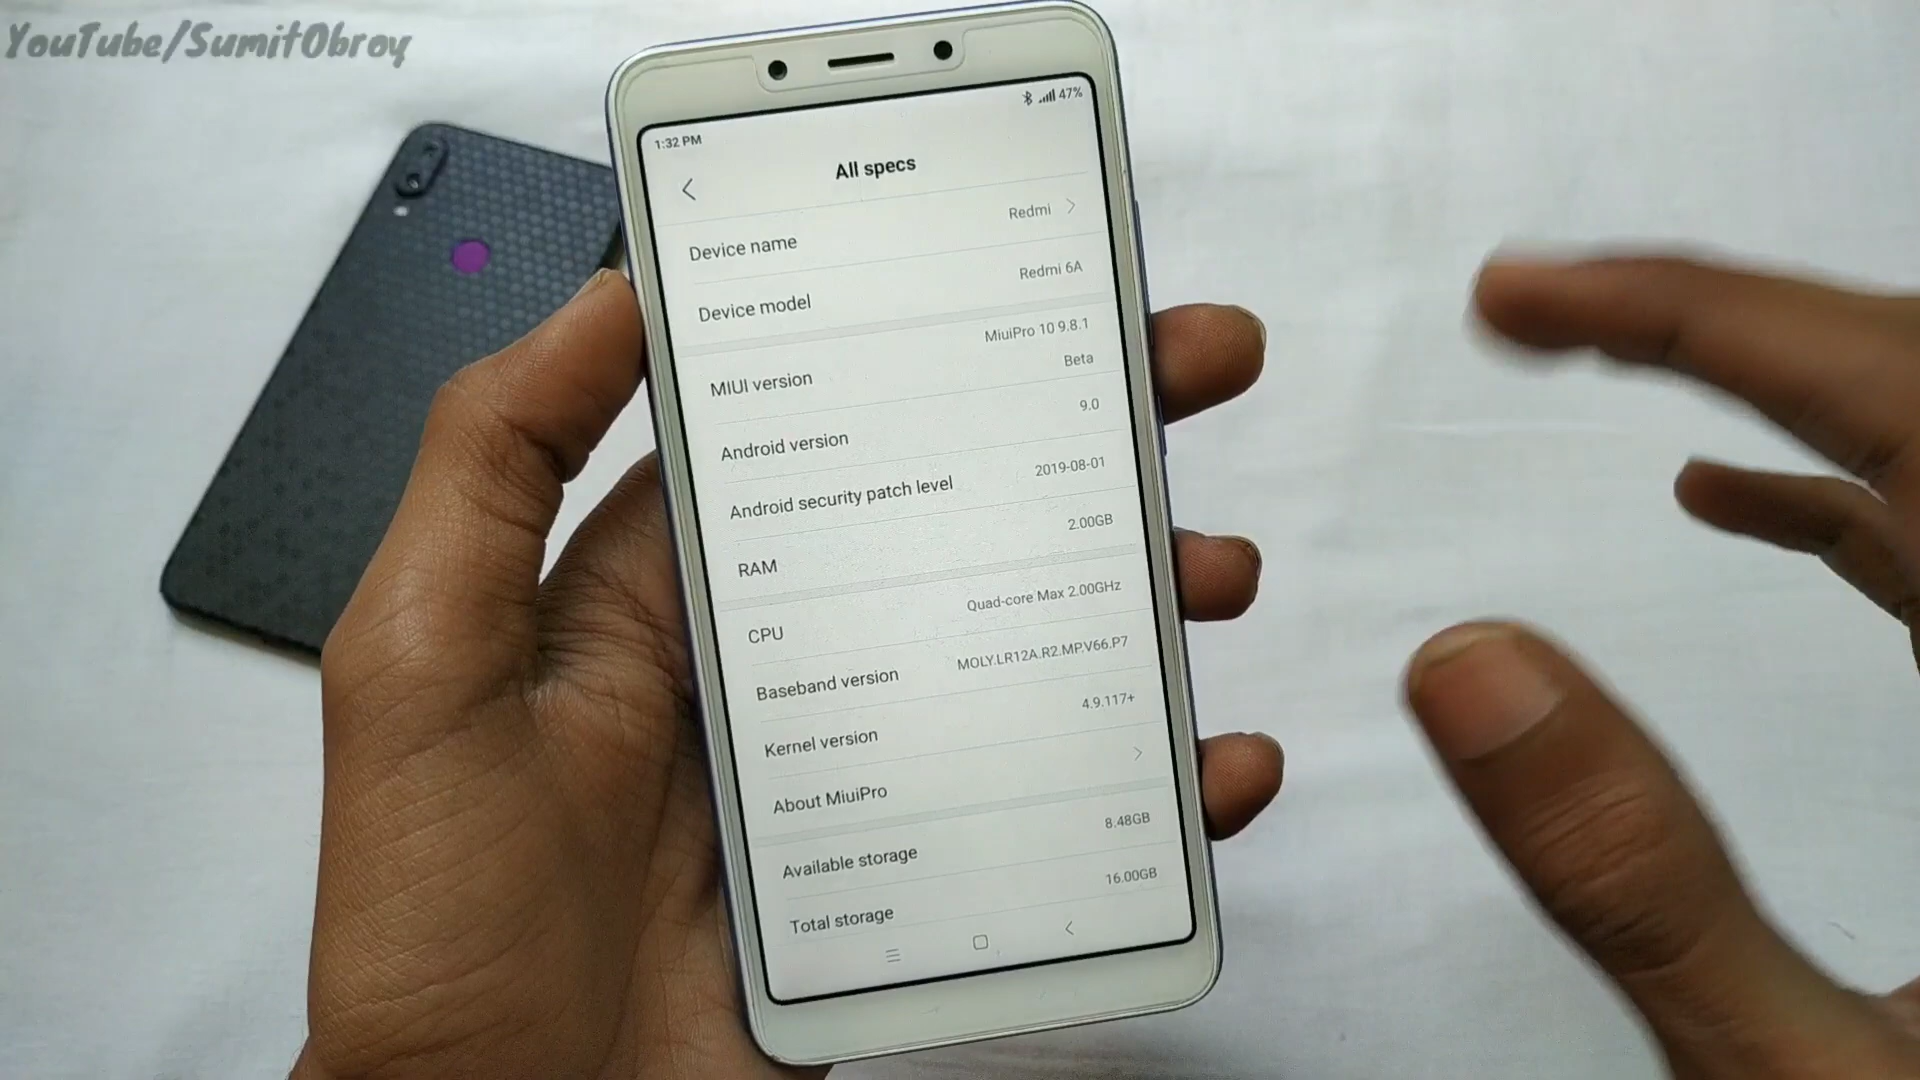 YouTube/SumitObroy
1:32 PM
47%
All specs
Device name
Redmi
Device model
Redmi 6A
MIUI version
MiuiPro 10 9.8.1
Beta
Android version
9.0
Android security patch level
2019-08-01
RAM
2.00GB
CPU
Quad-core Max 2.00GHz
Baseband version
MOLY.LR12A.R2.MP.V66.P7
Kernel version
4.9.117+
About MiuiPro
Available storage
8.48GB
Total storage
16.00GB